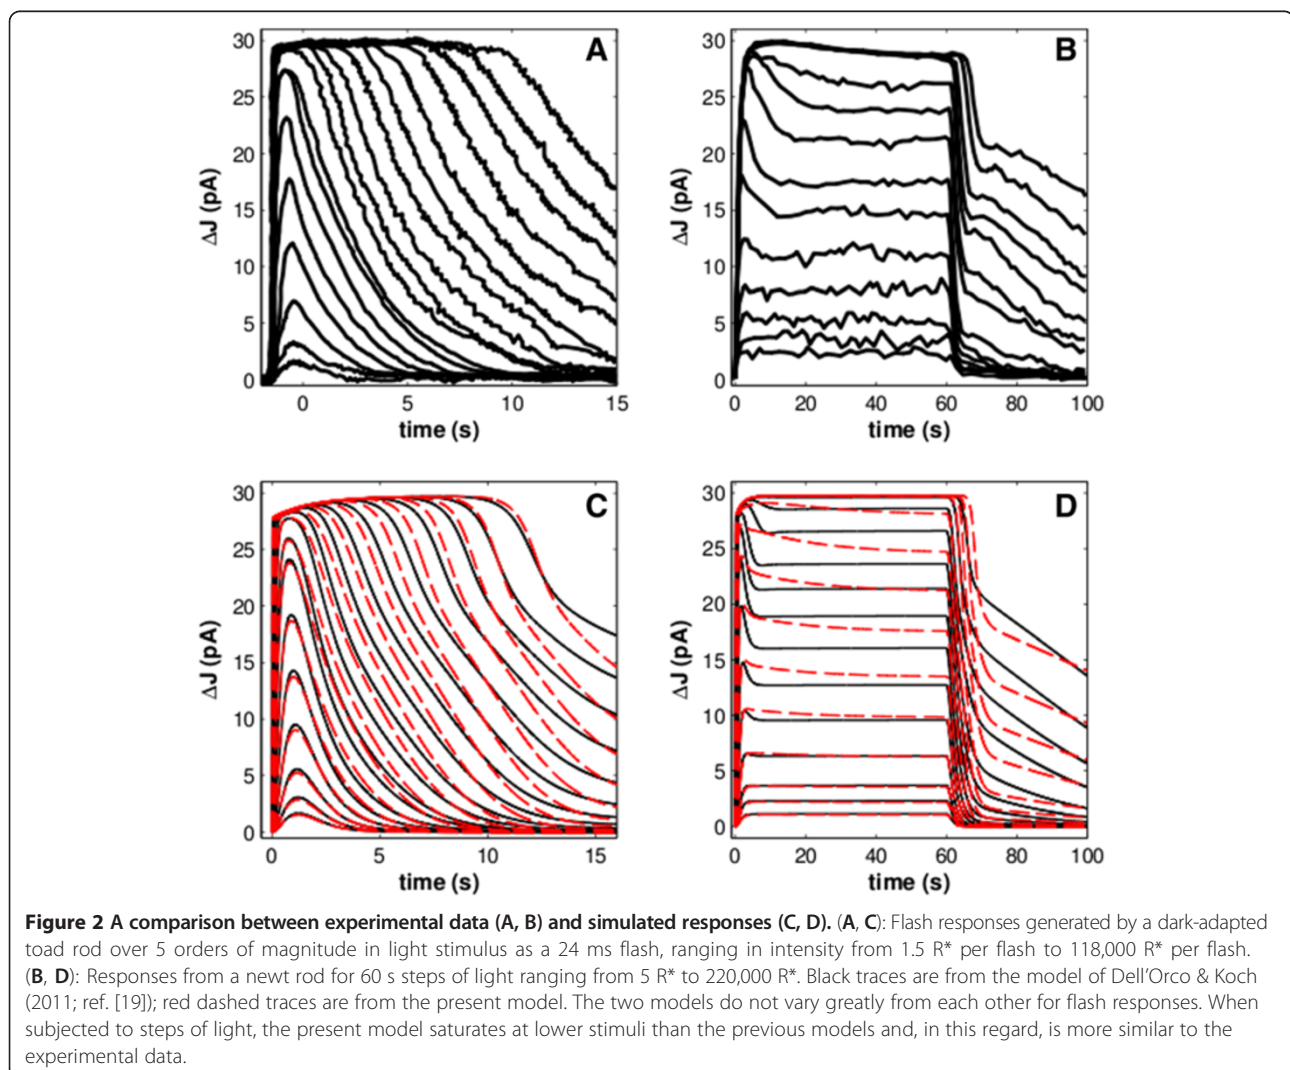 A
30
25
20
15
10
5
0
ΔJ (pA)
0 5 10 15
time (s)
B
30
25
20
15
10
5
0
ΔJ (pA)
0 20 40 60 80 100
time (s)
C
30
25
20
15
10
5
0
ΔJ (pA)
0 5 10 15
time (s)
D
30
25
20
15
10
5
0
ΔJ (pA)
0 20 40 60 80 100
time (s)
Figure 2 A comparison between experimental data (A, B) and simulated responses (C, D). (A, C): Flash responses generated by a dark-adapted
toad rod over 5 orders of magnitude in light stimulus as a 24 ms flash, ranging in intensity from 1.5 R* per flash to 118,000 R* per flash.
(B, D): Responses from a newt rod for 60 s steps of light ranging from 5 R* to 220,000 R*. Black traces are from the model of Dell'Orco & Koch
(2011; ref. [19]); red dashed traces are from the present model. The two models do not vary greatly from each other for flash responses. When
subjected to steps of light, the present model saturates at lower stimuli than the previous models and, in this regard, is more similar to the
experimental data.